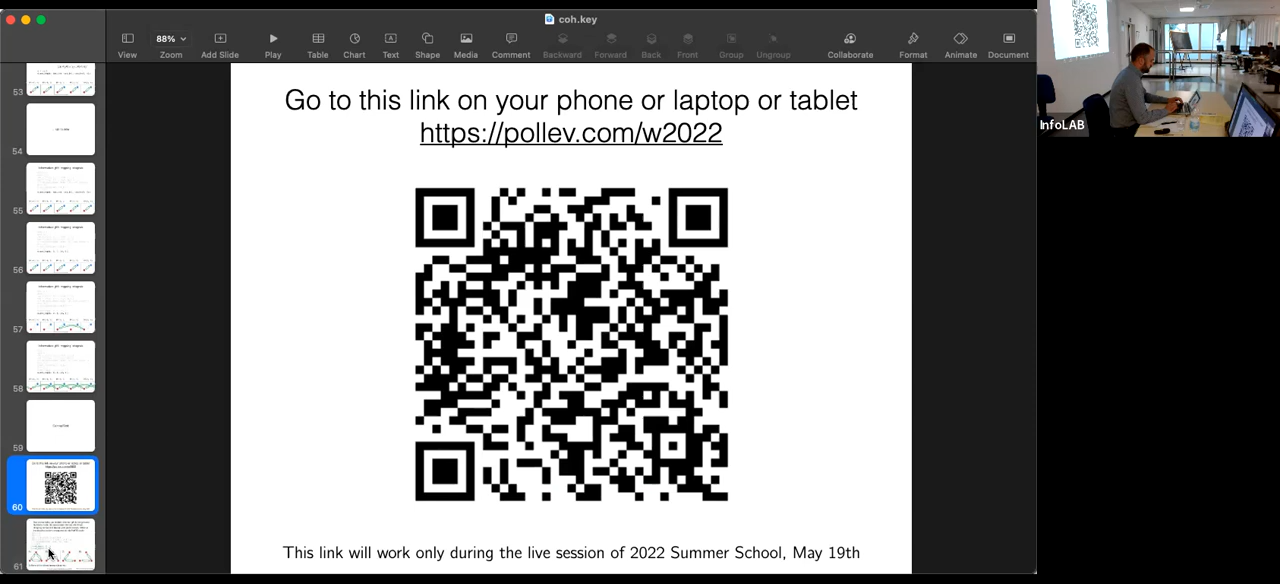 coh.key
88%
View
Zoom
Add Slide
Play
Table
Chart
Text
Shape
Media
Comment
Backward
Forward
Back
Front
Group
Ungroup
Collaborate
Format
Animate
Document
Go to this link on your phone or laptop or tablet
https://pollev.com/w2022
This link will work only during the live session of 2022 Summer School, May 19th
53
54
55
56
57
58
59
60
61
InfoLAB